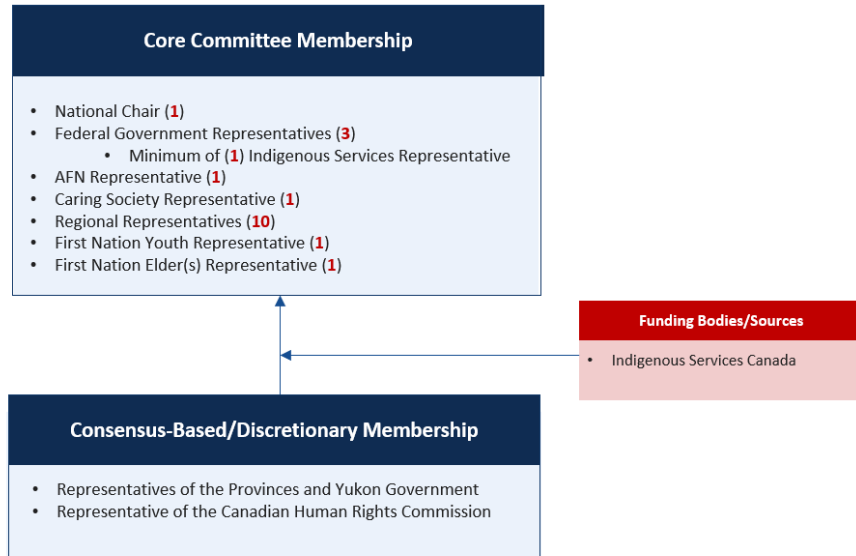 Core Committee Membership
• National Chair (1)
• Federal Government Representatives (3)
• Minimum of (1) Indigenous Services Representative
• AFN Representative (1)
• Caring Society Representative (1)
• Regional Representatives (10)
• First Nation Youth Representative (1)
• First Nation Elder(s) Representative (1)
Funding Bodies/Sources
• Indigenous Services Canada
Consensus-Based/Discretionary Membership
• Representatives of the Provinces and Yukon Government
• Representative of the Canadian Human Rights Commission